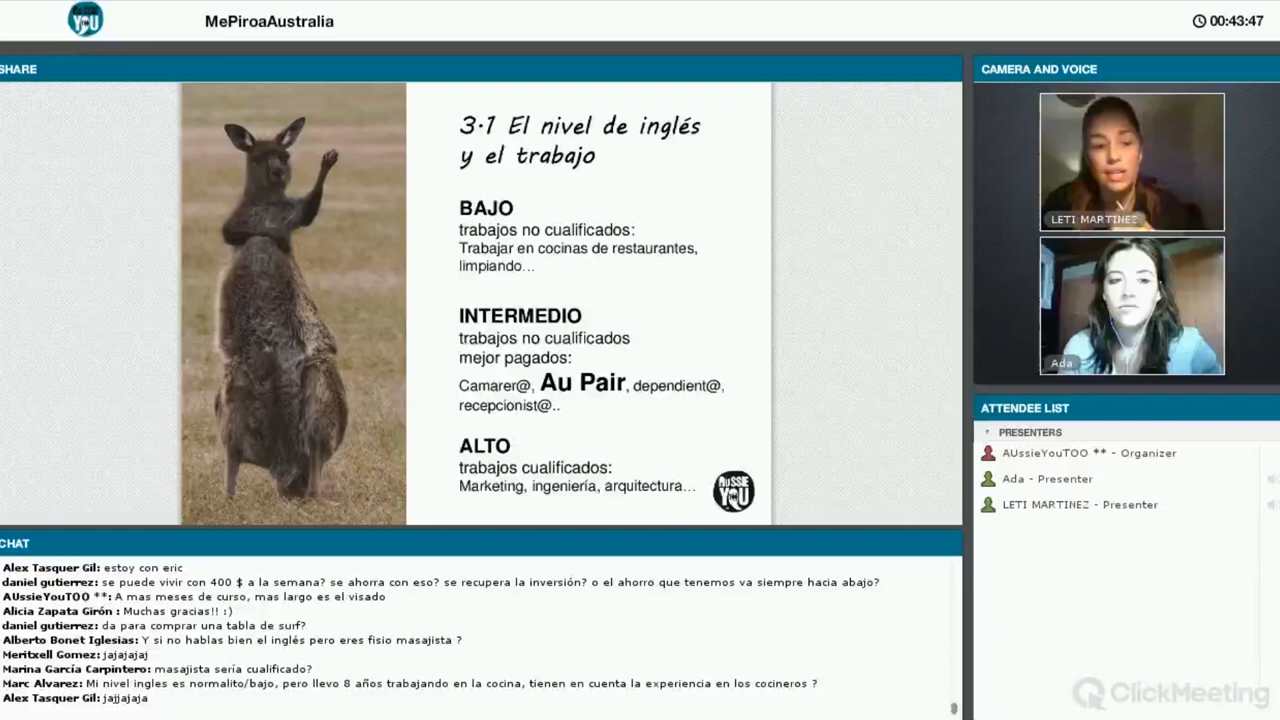 AUSSIE
YOU
MePiroaAustralia
00:43:47
SHARE
3·1 El nivel de inglés
y el trabajo
BAJO
trabajos no cualificados:
Trabajar en cocinas de restaurantes,
limpiando...
INTERMEDIO
trabajos no cualificados
mejor pagados:
Camarer@, Au Pair, dependient@,
recepcionist@..
ALTO
trabajos cualificados:
Marketing, ingeniería, arquitectura...
AUSSIE
YOU
CAMERA AND VOICE
LETI MARTINEZ
Ada
ATTENDEE LIST
PRESENTERS
AUssieYouTOO ** - Organizer
Ada - Presenter
LETI MARTINEZ - Presenter
CHAT
Alex Tasquer Gil: estoy con eric
daniel gutierrez: se puede vivir con 400 $ a la semana? se ahorra con eso? se recupera la inversión? o el ahorro que tenemos va siempre hacia abajo?
AUssieYouTOO **: A mas meses de curso, mas largo es el visado
Alicia Zapata Girón : Muchas gracias!! :)
daniel gutierrez: da para comprar una tabla de surf?
Alberto Bonet Iglesias: Y si no hablas bien el inglés pero eres fisio masajista ?
Meritxell Gomez: jajajajaj
Marina García Carpintero: masajista sería cualificado?
Marc Alvarez: Mi nivel ingles es normalito/bajo, pero llevo 8 años trabajando en la cocina, tienen en cuenta la experiencia en los cocineros ?
Alex Tasquer Gil: jajjajaja
ClickMeeting